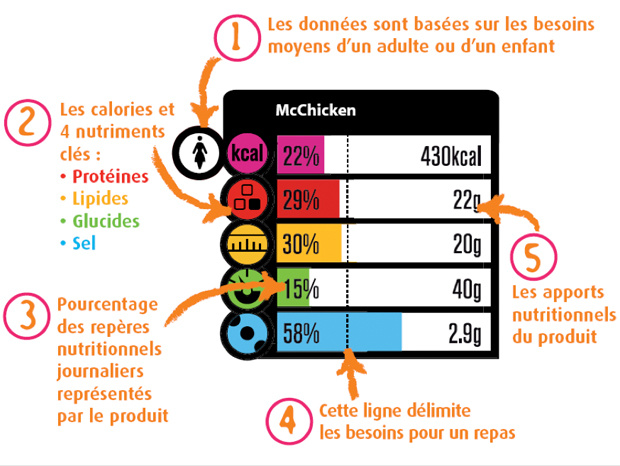 1 Les données sont basées sur les besoins
moyens d'un adulte ou d'un enfant
2 Les calories et
4 nutriments
clés :
• Protéines
• Lipides
• Glucides
• Sel
McChicken
kcal 22% 430kcal
29% 22g
30% 20g
15% 40g
58% 2.9g
3 Pourcentage
des repères
nutritionnels
journaliers
représentés
par le produit
4 Cette ligne délimite
les besoins pour un repas
5 Les apports
nutritionnels
du produit